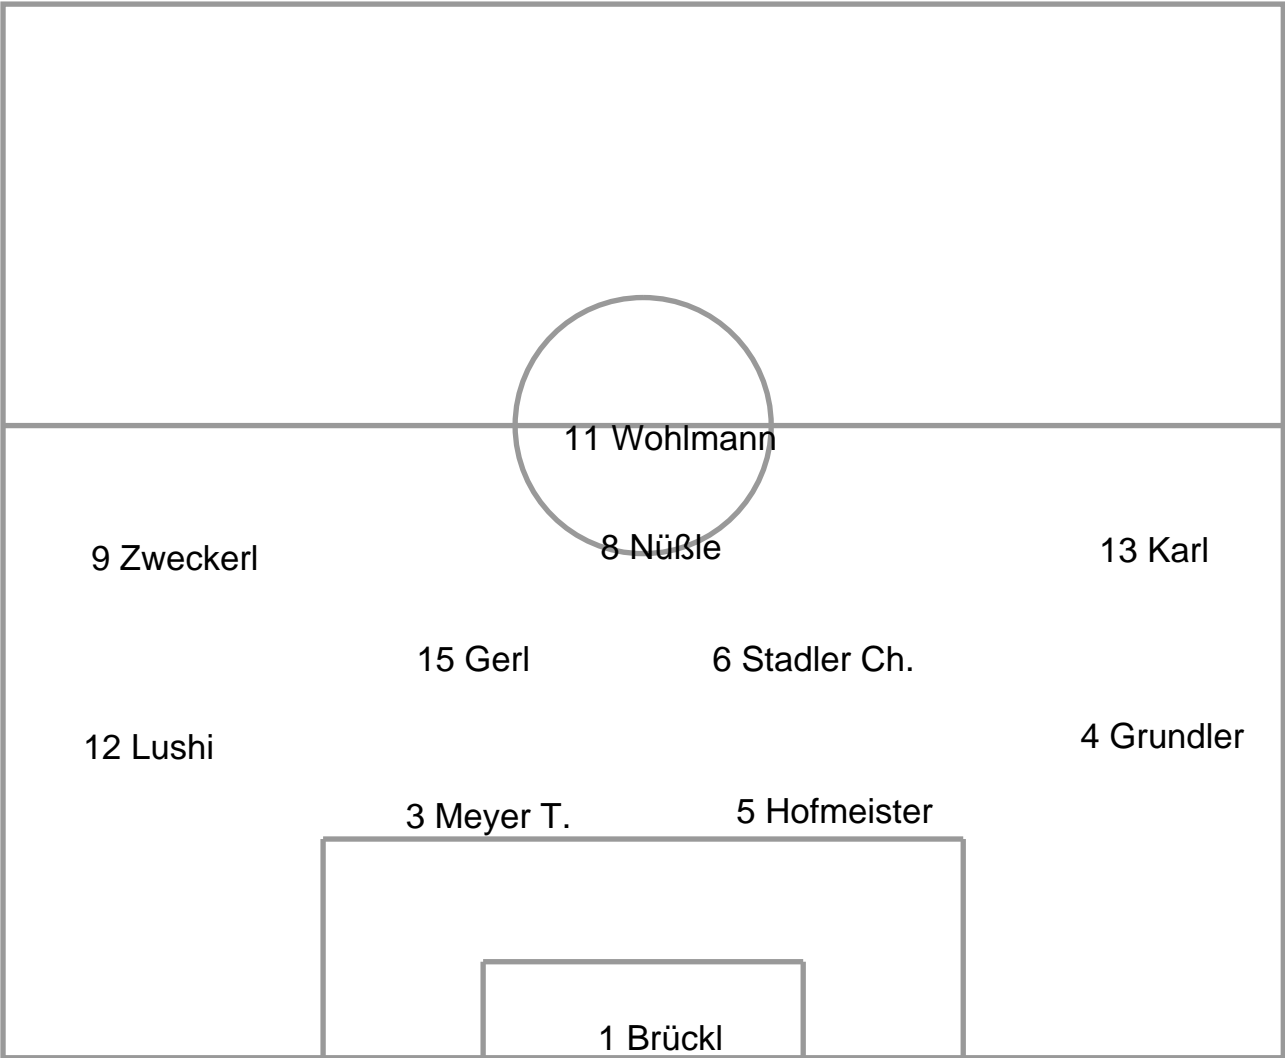 11 Wohlmann
8 Nüßle
13 Karl
9 Zweckerl
15 Gerl
6 Stadler Ch.
4 Grundler
12 Lushi
5 Hofmeister
3 Meyer T.
1 Brückl